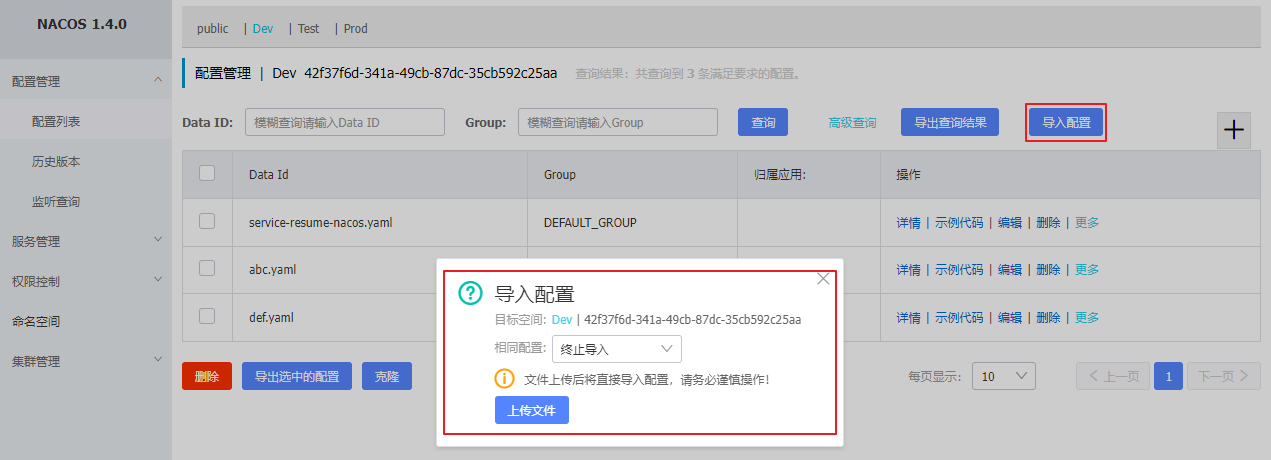 NACOS 1.4.0
public | Dev | Test | Prod
配置管理
配置列表
历史版本
监听查询
服务管理
权限控制
命名空间
集群管理
配置管理 | Dev 42f37f6d-341a-49cb-87dc-35cb592c25aa 查询结果：共查询到 3 条满足要求的配置。
Data ID: 模糊查询请输入Data ID Group: 模糊查询请输入Group 查询 高级查询 导出查询结果 导入配置
Data Id Group 归属应用: 操作
service-resume-nacos.yaml DEFAULT_GROUP 详情 | 示例代码 | 编辑 | 删除 | 更多
abc.yaml 详情 | 示例代码 | 编辑 | 删除 | 更多
def.yaml 详情 | 示例代码 | 编辑 | 删除 | 更多
删除 导出选中的配置 克隆 每页显示: 10 上一页 1 下一页
导入配置
目标空间: Dev | 42f37f6d-341a-49cb-87dc-35cb592c25aa
相同配置: 终止导入
文件上传后将直接导入配置，请务必谨慎操作！
上传文件